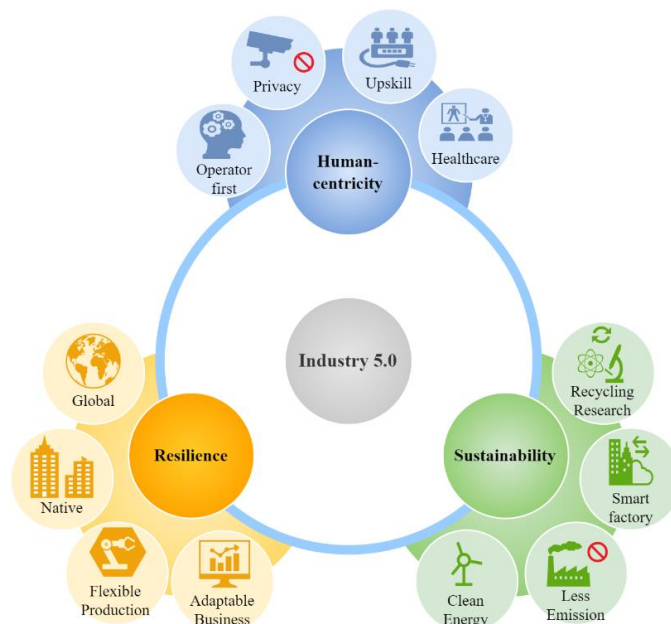 Privacy
Upskill
Operator
first
Healthcare
Human-
centricity
Industry 5.0
Global
Native
Flexible
Production
Adaptable
Business
Resilience
Sustainability
Recycling
Research
Smart
factory
Less
Emission
Clean
Energy